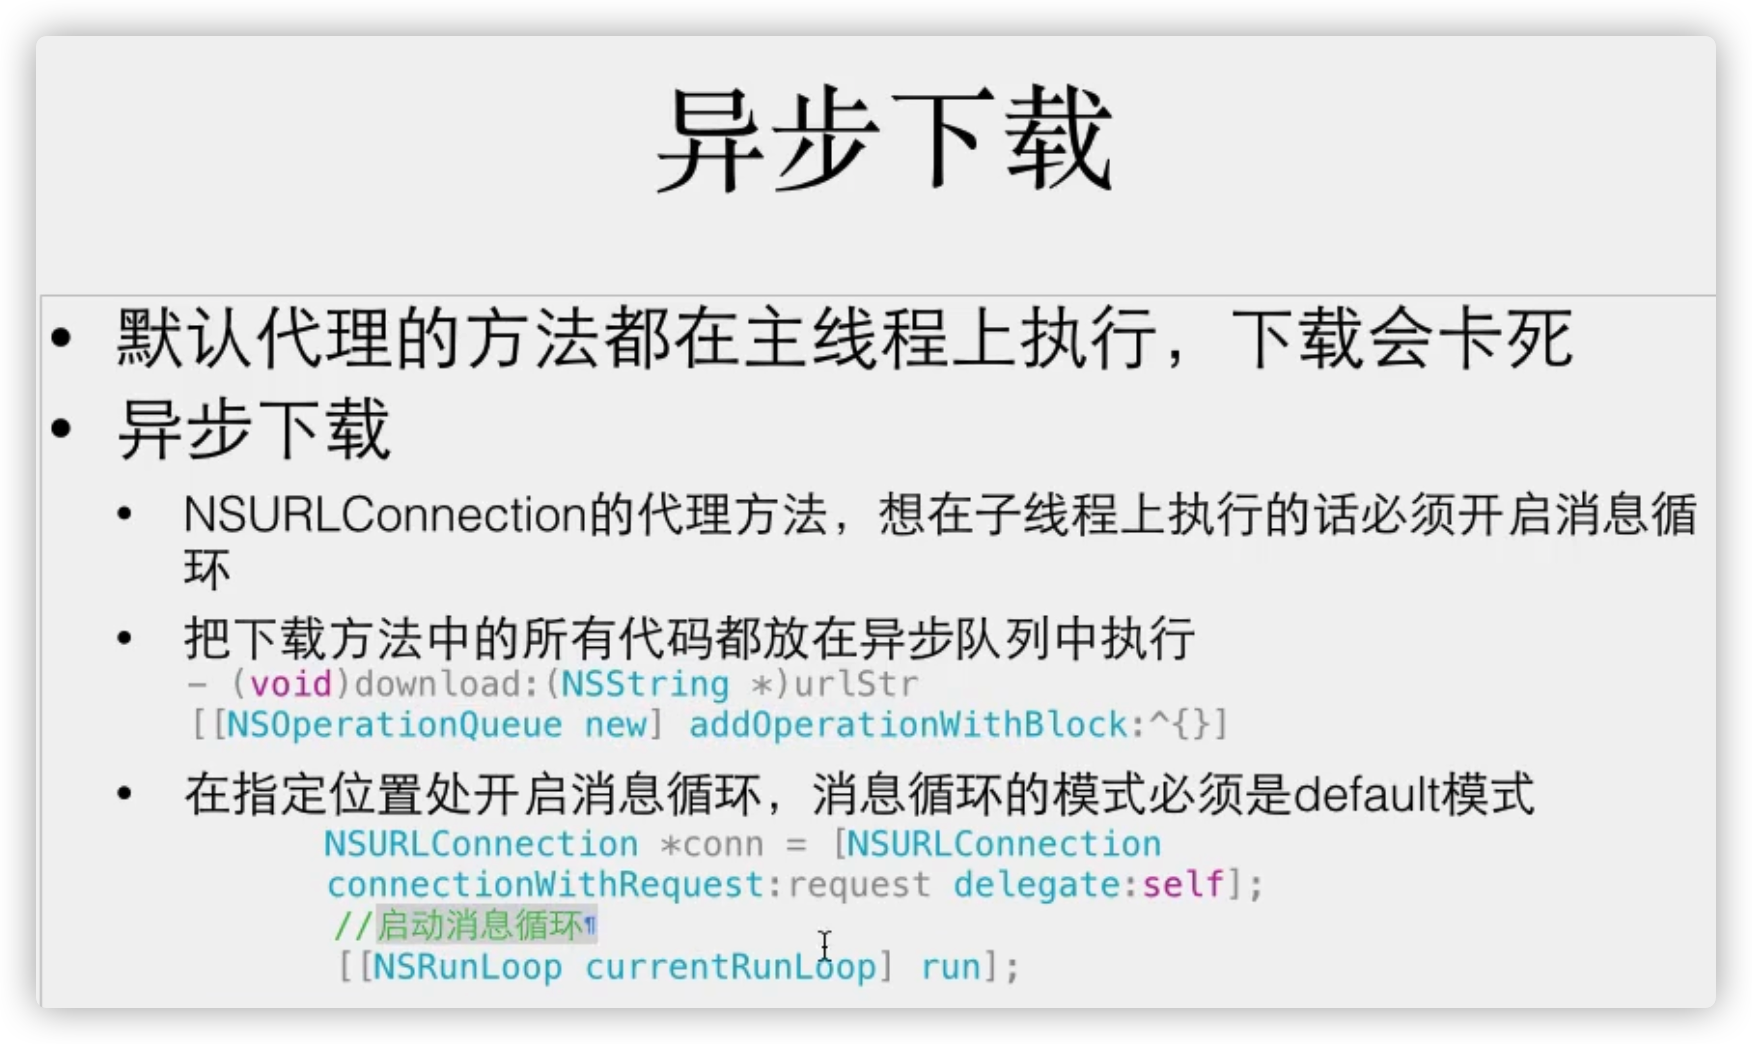 异步下载
• 默认代理的方法都在主线程上执行，下载会卡死
• 异步下载
• NSURLConnection的代理方法，想在子线程上执行的话必须开启消息循
环
• 把下载方法中的所有代码都放在异步队列中执行
- (void)download:(NSString *)urlStr
[[NSOperationQueue new] addOperationWithBlock:^{}]
• 在指定位置处开启消息循环，消息循环的模式必须是default模式
NSURLConnection *conn = [NSURLConnection
connectionWithRequest:request delegate:self];
//启动消息循环¶
[[NSRunLoop currentRunLoop] run];